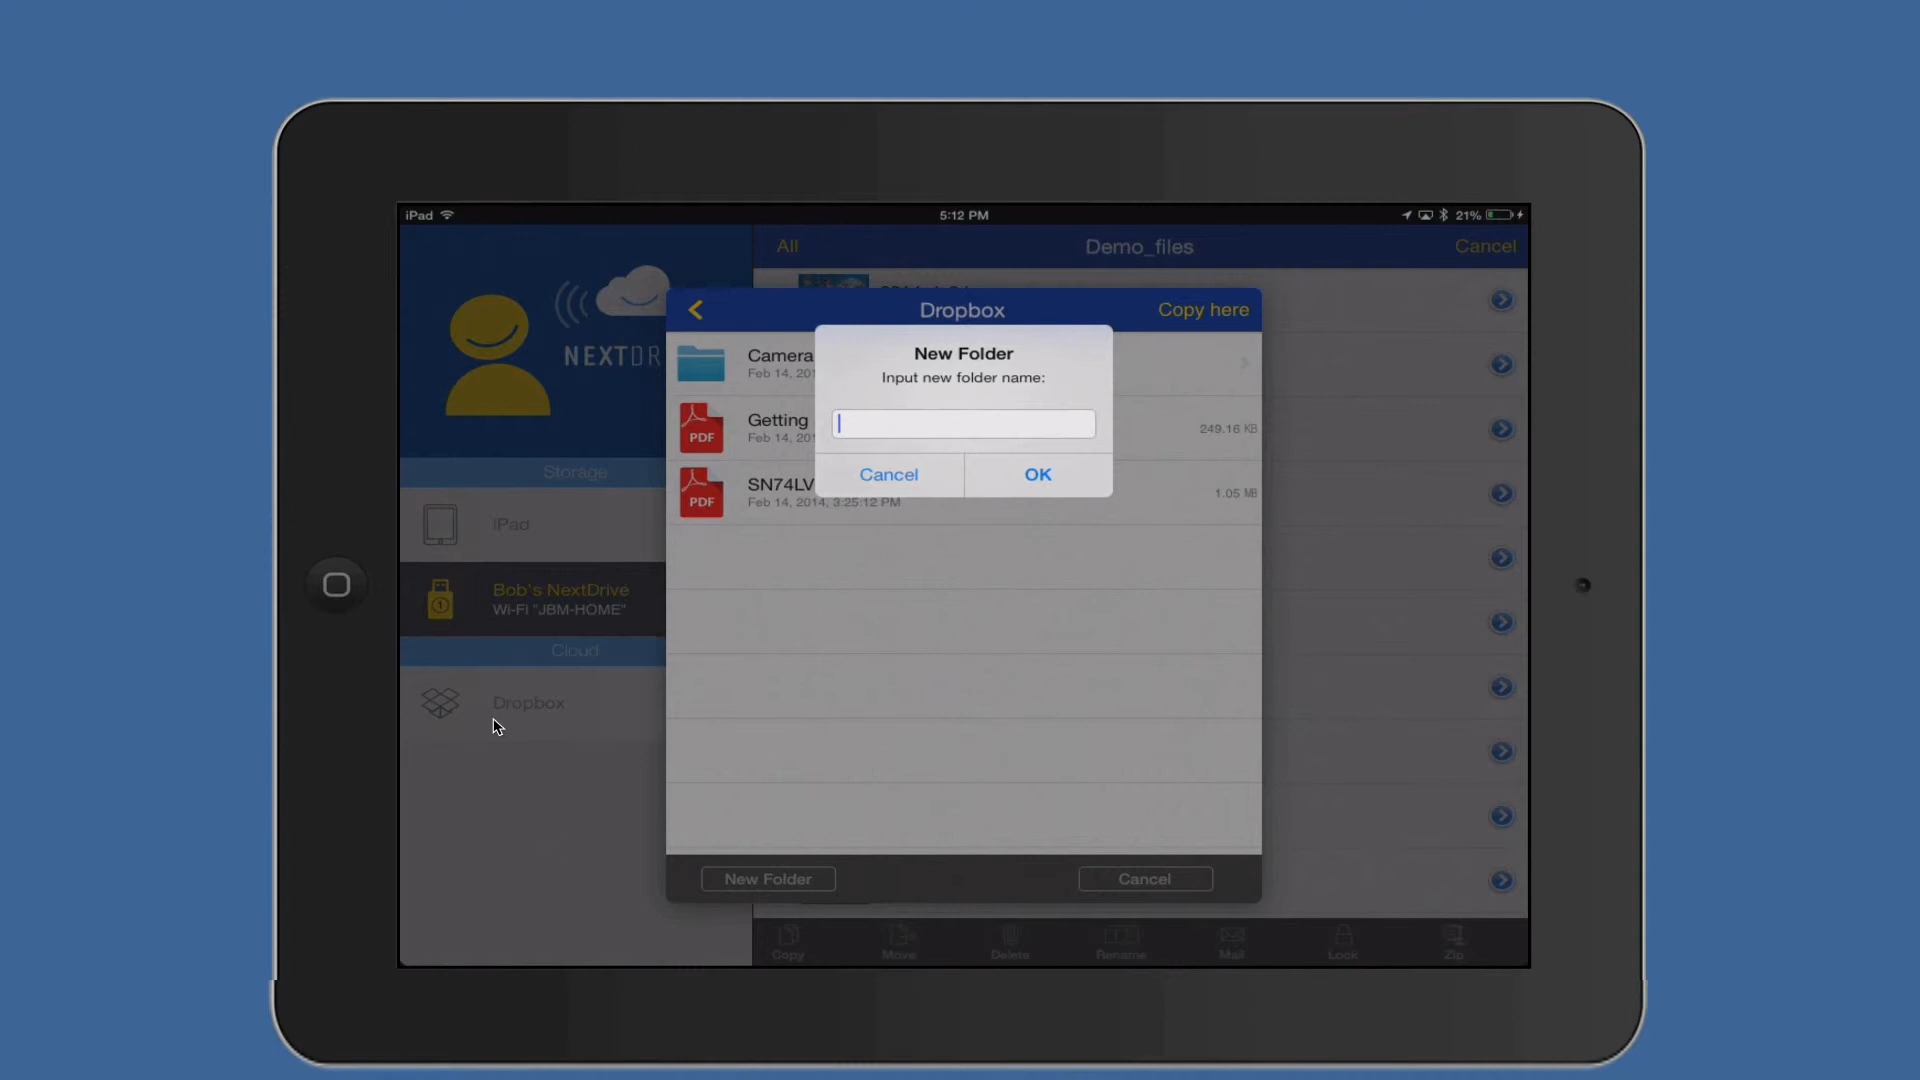 iPad
5:12 PM
21%
All
Demo_files
Cancel
NEXTDR
Dropbox
Copy here
New Folder
Input new folder name:
Cancel
OK
Camera
Feb 14, 201
Getting
Feb 14, 201
249.16 KB
SN74LV
Feb 14, 2014, 3:25:12 PM
1.05 MB
PDF
PDF
Storage
iPad
Bob's NextDrive
Wi-Fi "JBM-HOME"
Cloud
Dropbox
New Folder
Cancel
Copy
Move
Delete
Rename
Mail
Lock
Zip